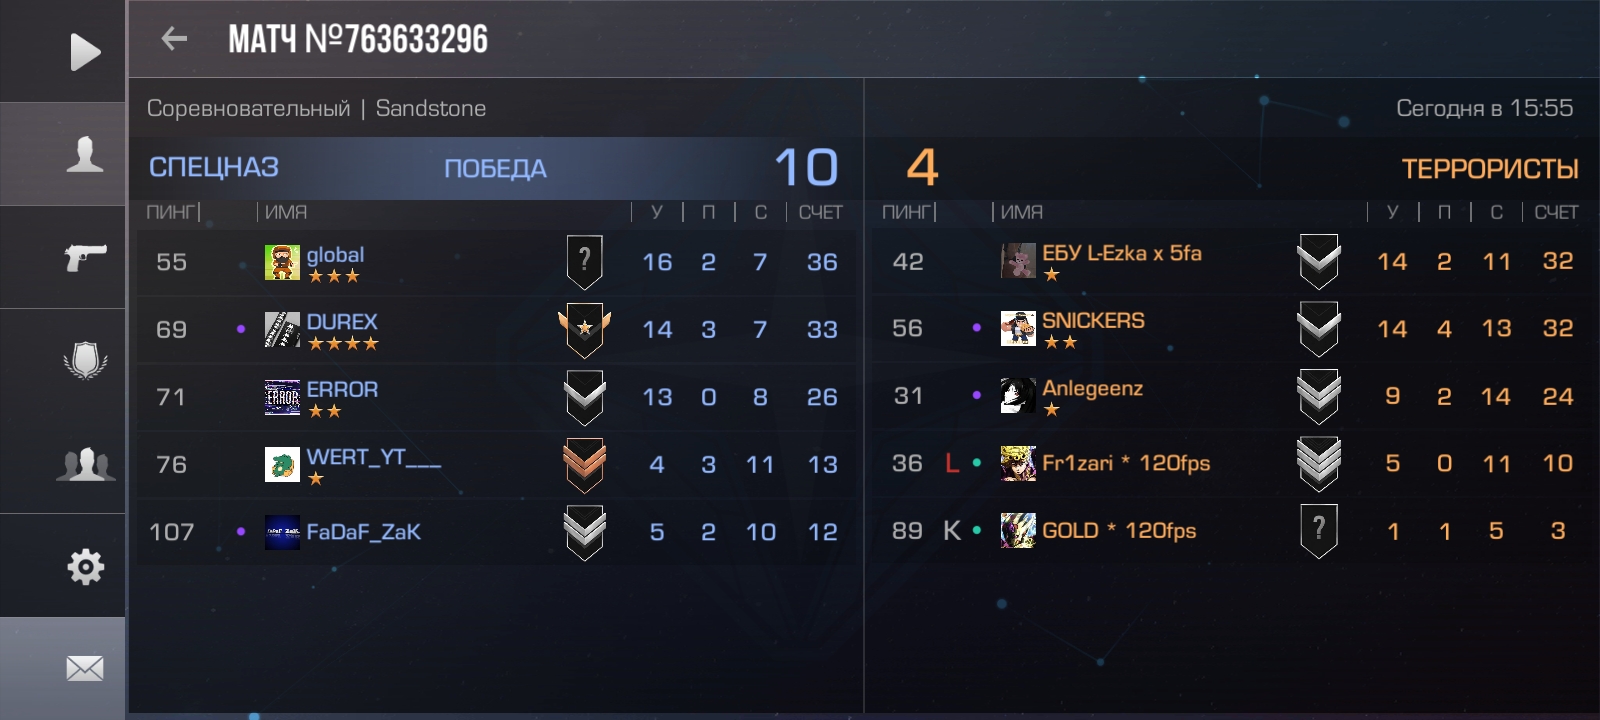 МАТЧ №763633296
Соревновательный | Sandstone
Сегодня в 15:55
СПЕЦНАЗ ПОБЕДА 10
4 ТЕРРОРИСТЫ
ПИНГ| |ИМЯ | У | П | С | СЧЕТ
55 global ? 16 2 7 36
69 DUREX 14 3 7 33
71 ERROR ERROR 13 0 8 26
76 WERT_YT___ 4 3 11 13
107 FaDaF_ZaK 5 2 10 12
ПИНГ| |ИМЯ | У | П | С | СЧЕТ
42 ЕБУ L-Ezka x 5fa 14 2 11 32
56 SNICKERS 14 4 13 32
31 Anlegeenz 9 2 14 24
36 L Fr1zari * 120fps 5 0 11 10
89 K GOLD * 120fps ? 1 1 5 3